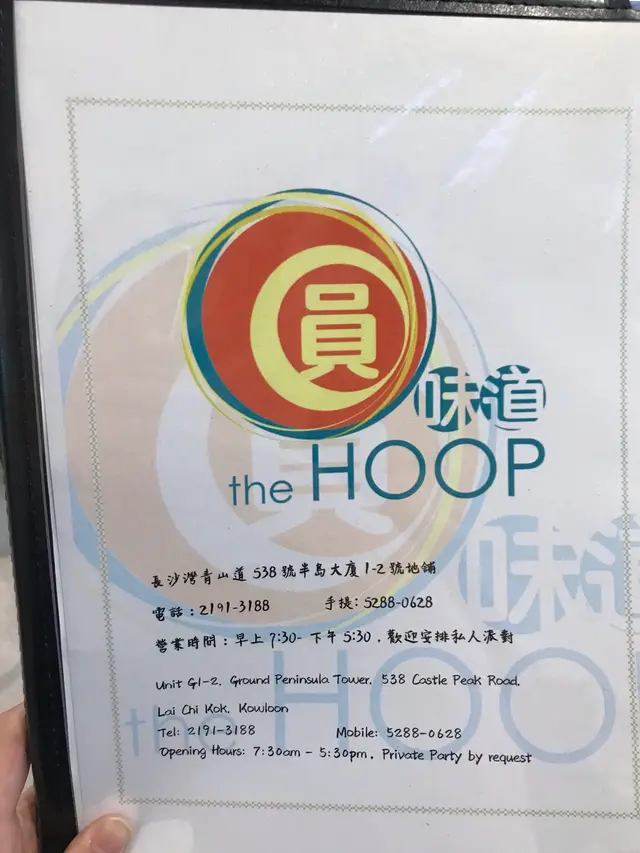 員
味道
the HOOP
長沙灣青山道 538 號半島大廈 1-2 號地舖
電話：2191-3188 手提：5288-0628
營業時間：早上 7:30- 下午 5:30，歡迎安排私人派對
Unit G1-2, Ground Peninsula Tower, 538 Castle Peak Road,
Lai Chi Kok, Kowloon
Tel: 2191-3188 Mobile: 5288-0628
Opening Hours: 7:30am - 5:30pm, Private Party by request